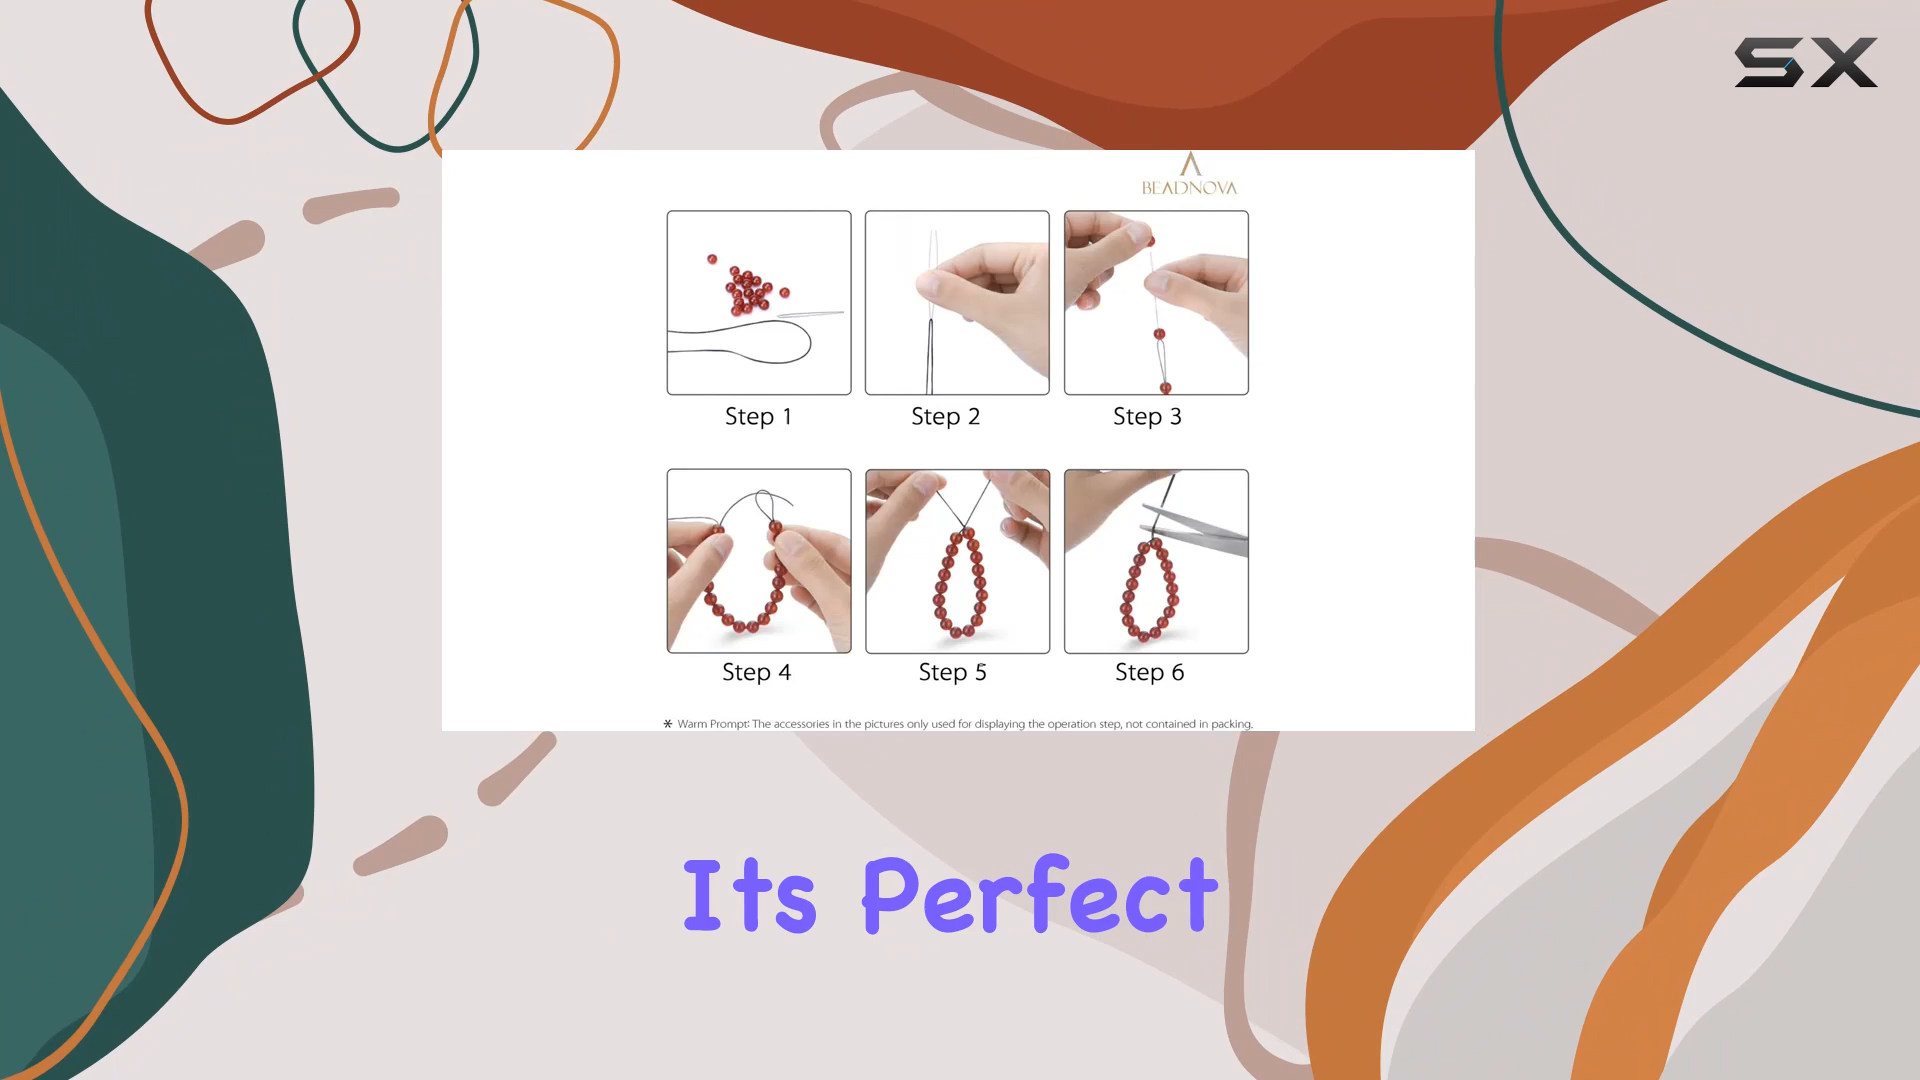 SX
BEADNOVA
Step 1
Step 2
Step 3
Step 4
Step 5
Step 6
* Warm Prompt: The accessories in the pictures only used for displaying the operation step, not contained in packing.
Its Perfect